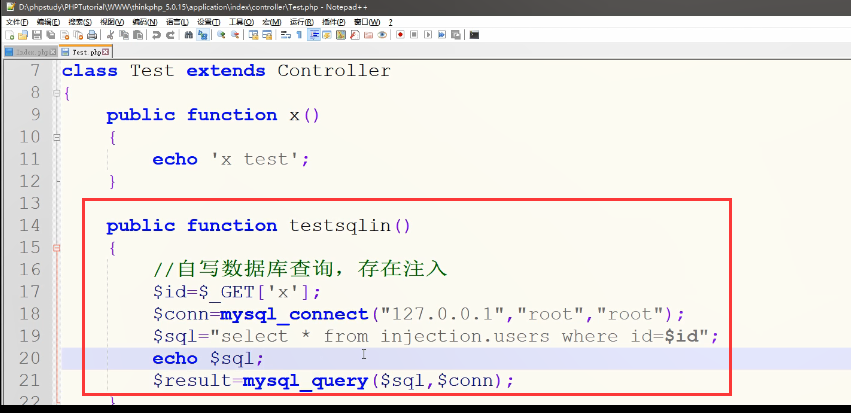 D:\phpstudy\PHPTutorial\WWW\thinkphp_5.0.15\application\index\controller\Test.php - Notepad++
文件(F) 编辑(E) 搜索(S) 视图(V) 编码(N) 语言(L) 设置(T) 工具(O) 宏(M) 运行(R) 插件(P) 窗口(W) ?
Index.php Test.php
7 class Test extends Controller
8 {
9 public function x()
10 {
11 echo 'x test';
12 }
13
14 public function testsqlin()
15 {
16 //自写数据库查询，存在注入
17 $id=$_GET['x'];
18 $conn=mysql_connect("127.0.0.1","root","root");
19 $sql="select * from injection.users where id=$id";
20 echo $sql;
21 $result=mysql_query($sql,$conn);
22 }